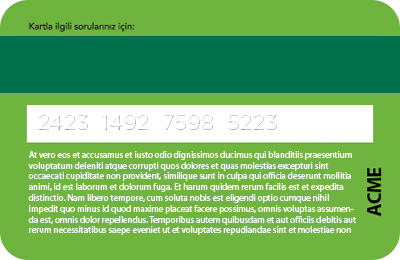 Kartla ilgili sorularınız için:
2423 1492 7598 5223
At vero eos et accusamus et iusto odio dignissimos ducimus qui blanditiis praesentium
voluptatum deleniti atque corrupti quos dolores et quas molestias excepturi sint
occaecati cupiditate non provident, similique sunt in culpa qui officia deserunt mollitia
animi, id est laborum et dolorum fuga. Et harum quidem rerum facilis est et expedita
distinctio. Nam libero tempore, cum soluta nobis est eligendi optio cumque nihil
impedit quo minus id quod maxime placeat facere possimus, omnis voluptas assumen-
da est, omnis dolor repellendus. Temporibus autem quibusdam et aut officiis debitis aut
rerum necessitatibus saepe eveniet ut et voluptates repudiandae sint et molestiae non
ACME